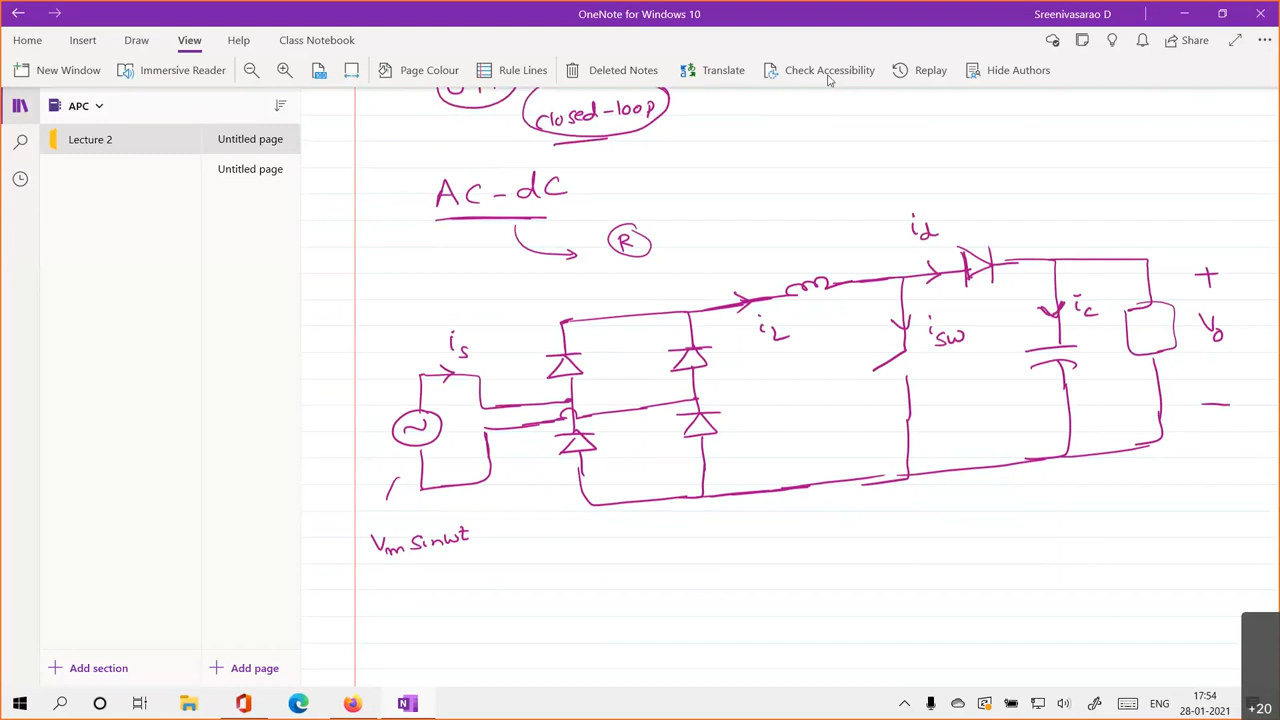 OneNote for Windows 10
Sreenivasarao D
Home Insert Draw View Help Class Notebook
Share
New Window Immersive Reader Page Colour Rule Lines Deleted Notes Translate Check Accessibility Replay Hide Authors
APC
Lecture 2
Untitled page
Untitled page
closed-loop
AC-dC
R
id
iL
isw
ic
+
Vo
−
is
~
Vm sinwt
Add section
Add page
ENG
17:54
28-01-2021
+20